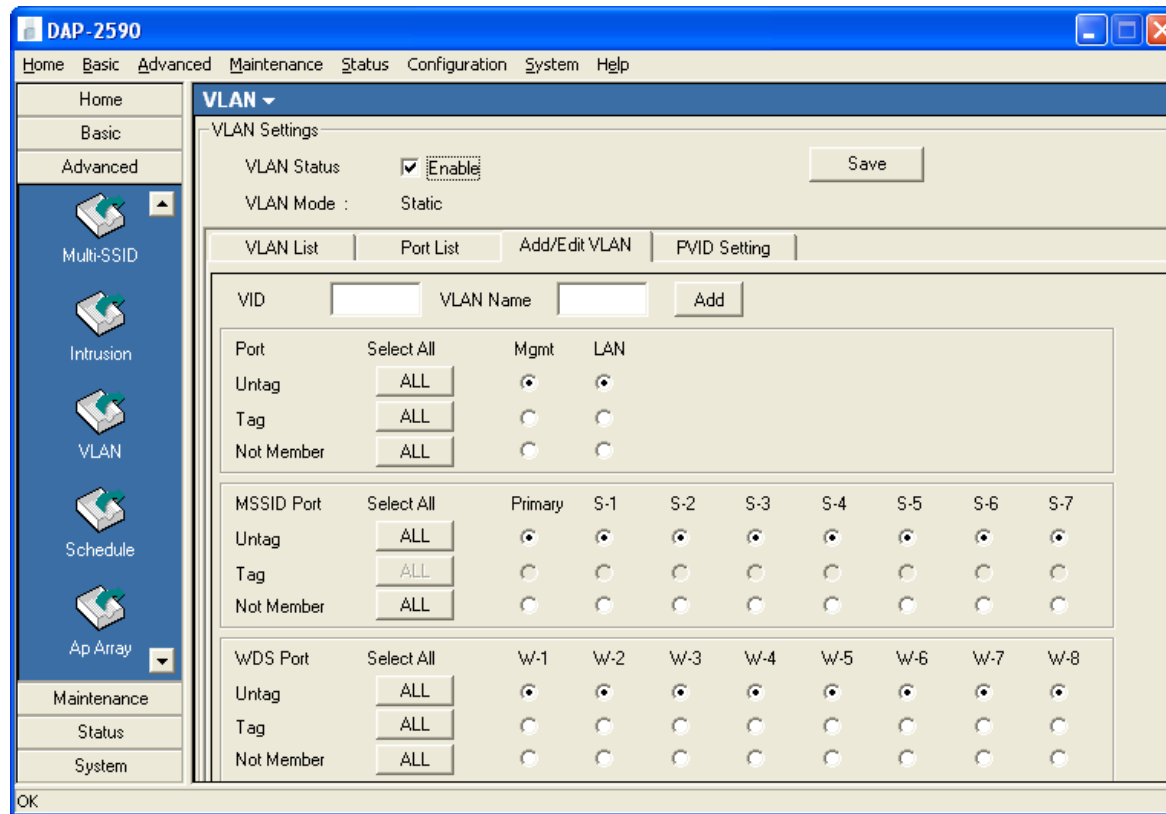 DAP-2590
Home Basic Advanced Maintenance Status Configuration System Help
Home
Basic
Advanced
Multi-SSID
Intrusion
VLAN
Schedule
Ap Array
Maintenance
Status
System
VLAN
VLAN Settings
VLAN Status Enable Save
VLAN Mode : Static
VLAN List Port List Add/Edit VLAN PVID Setting
VID VLAN Name Add
Port Select All Mgmt LAN
Untag ALL
Tag ALL
Not Member ALL
MSSID Port Select All Primary S-1 S-2 S-3 S-4 S-5 S-6 S-7
Untag ALL
Tag ALL
Not Member ALL
WDS Port Select All W-1 W-2 W-3 W-4 W-5 W-6 W-7 W-8
Untag ALL
Tag ALL
Not Member ALL
OK